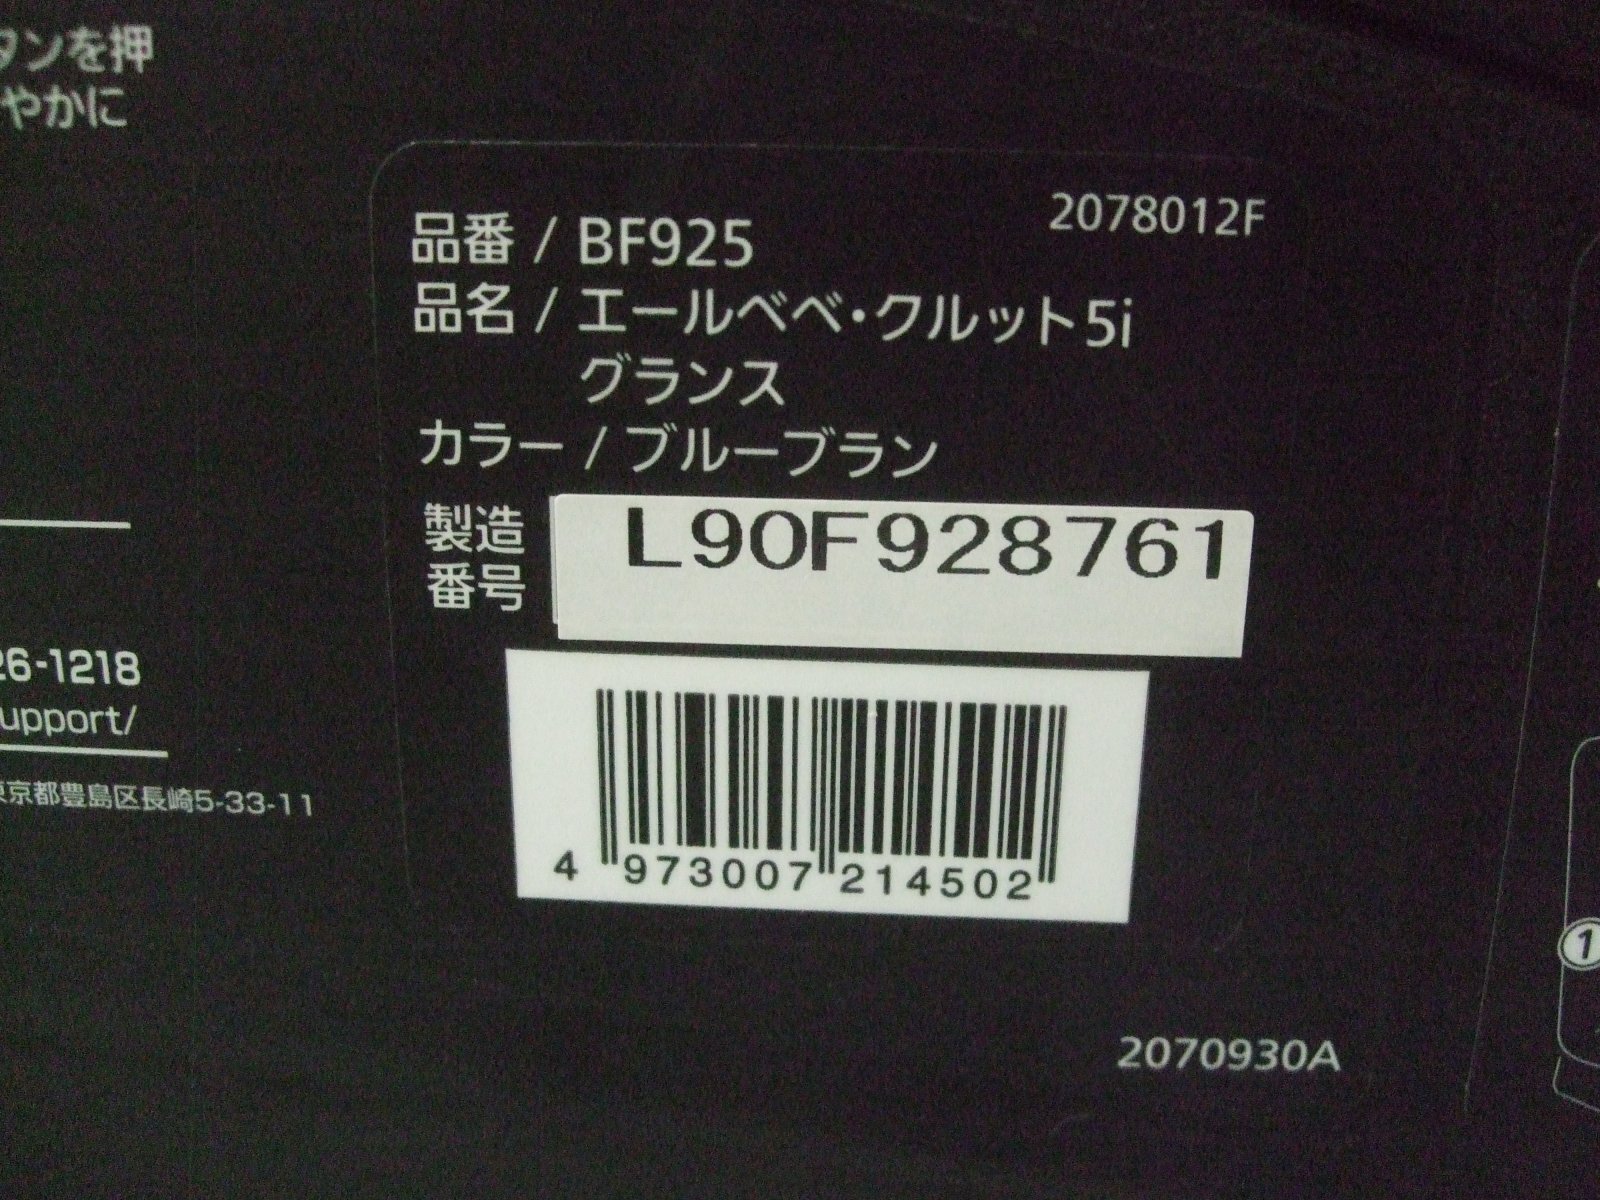 タンを押
やかに
26-1218
upport/
東京都豊島区長崎5-33-11
2078012F
品番 / BF925
品名 / エールベベ・クルット5i
グランス
カラー / ブルーブラン
製造
番号
L90F928761
4 973007 214502
2070930A
1